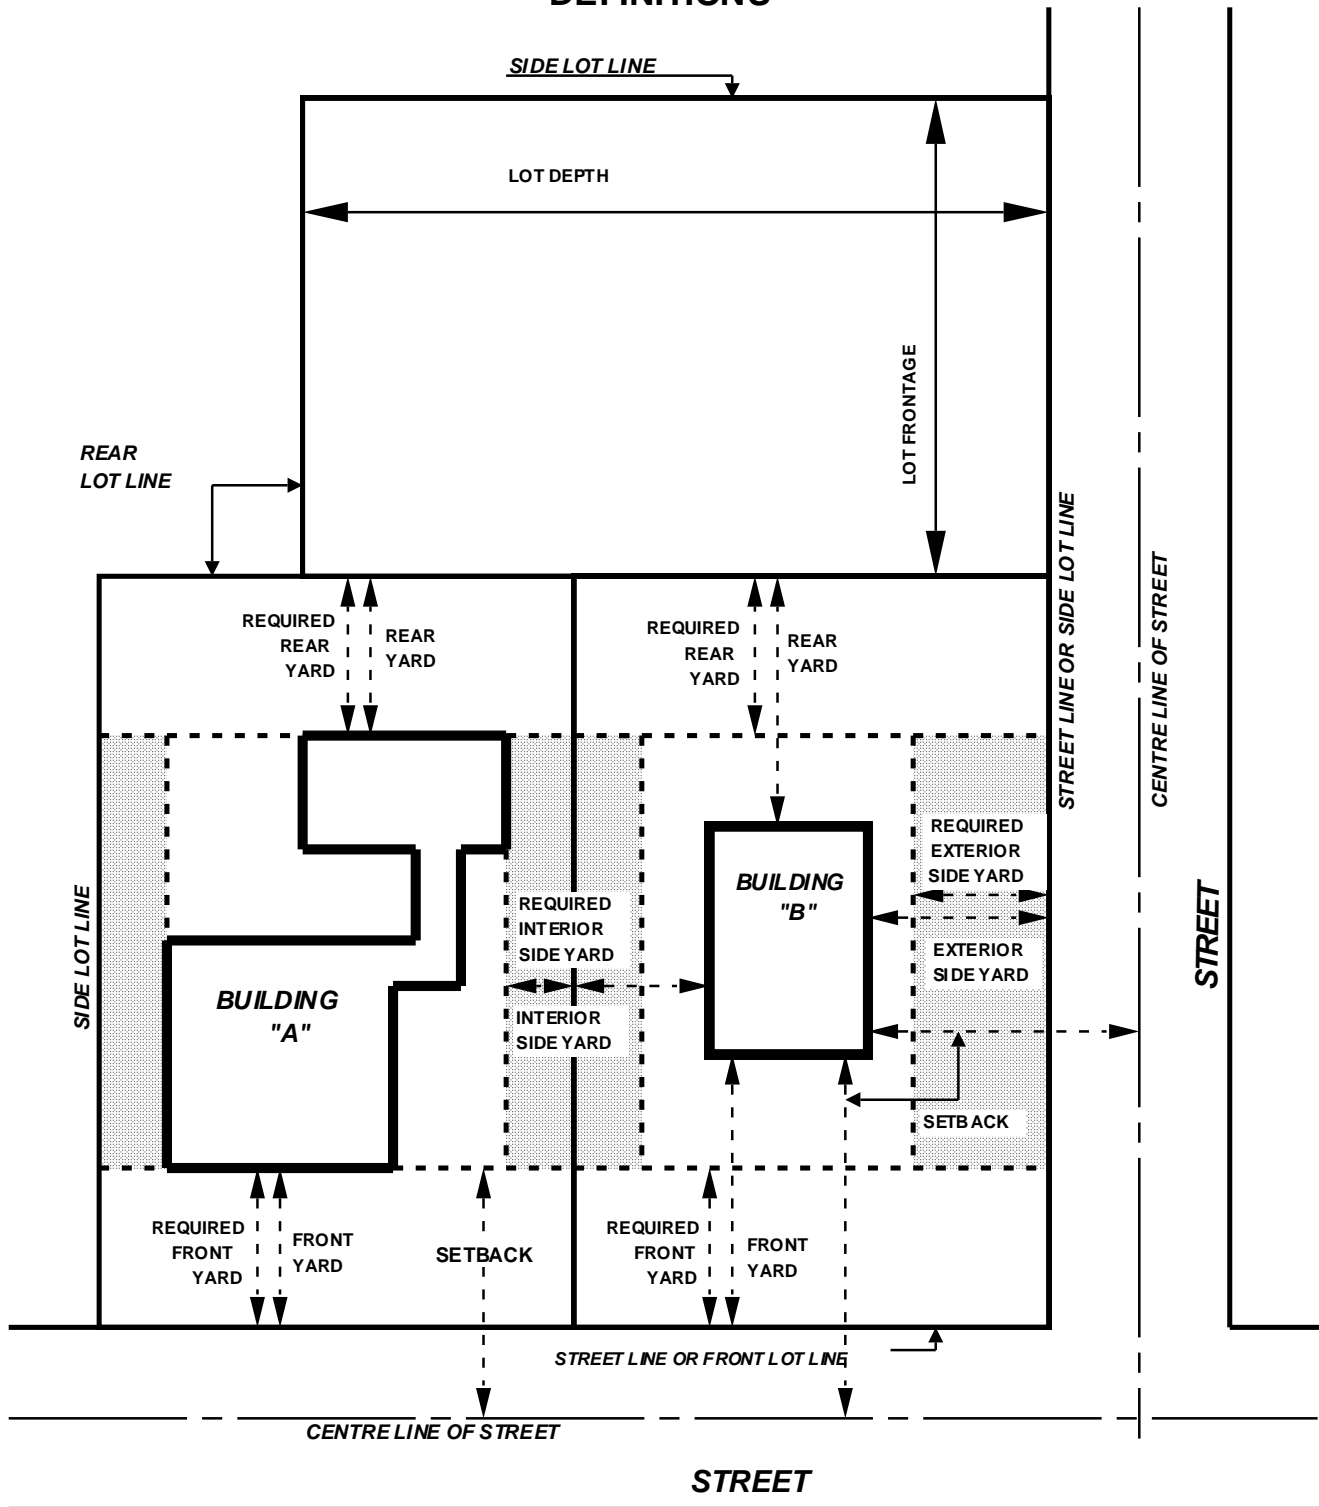 DEFINITIONS
SIDE LOT LINE
LOT DEPTH
LOT FRONTAGE
REAR
LOT LINE
STREET LINE OR SIDE LOT LINE
CENTRE LINE OF STREET
STREET
REQUIRED
REAR
YARD
REAR
YARD
REQUIRED
REAR
YARD
REAR
YARD
SIDE LOT LINE
BUILDING
"A"
REQUIRED
INTERIOR
SIDE YARD
INTERIOR
SIDE YARD
BUILDING
"B"
REQUIRED
EXTERIOR
SIDE YARD
EXTERIOR
SIDE YARD
SETBACK
REQUIRED
FRONT
YARD
FRONT
YARD
SETBACK
REQUIRED
FRONT
YARD
FRONT
YARD
STREET LINE OR FRONT LOT LINE
CENTRE LINE OF STREET
STREET